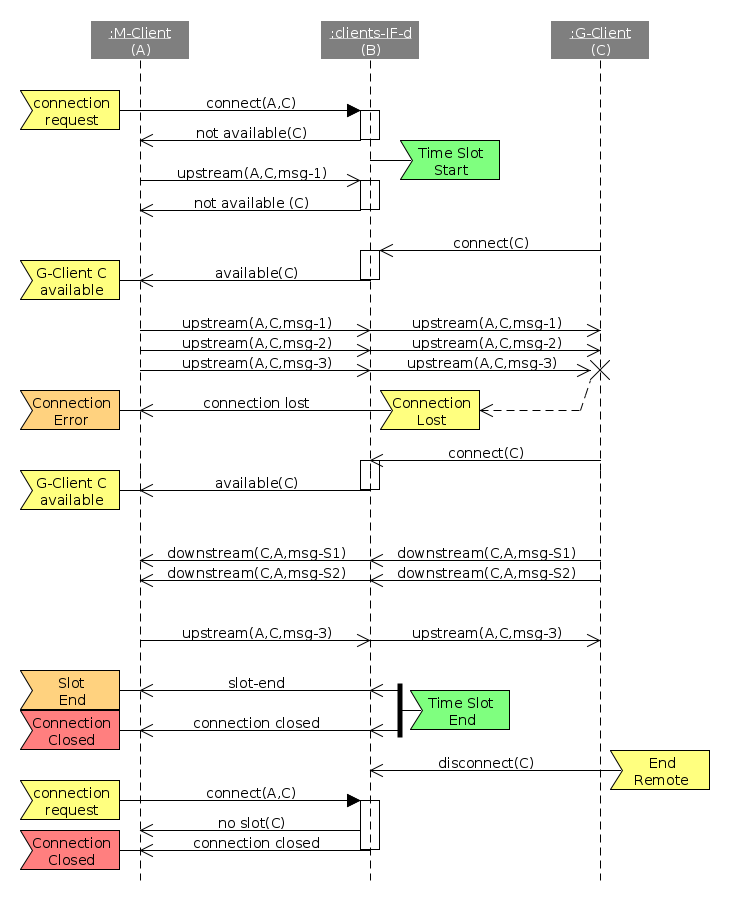 :M-Client
(A)
:clients-IF-d
(B)
:G-Client
(C)
connection
request
connect(A,C)
not available(C)
Time Slot
Start
upstream(A,C,msg-1)
not available (C)
connect(C)
G-Client C
available
available(C)
upstream(A,C,msg-1)
upstream(A,C,msg-1)
upstream(A,C,msg-2)
upstream(A,C,msg-2)
upstream(A,C,msg-3)
upstream(A,C,msg-3)
Connection
Error
connection lost
Connection
Lost
connect(C)
G-Client C
available
available(C)
downstream(C,A,msg-S1)
downstream(C,A,msg-S1)
downstream(C,A,msg-S2)
downstream(C,A,msg-S2)
upstream(A,C,msg-3)
upstream(A,C,msg-3)
Slot
End
slot-end
Time Slot
End
Connection
Closed
connection closed
disconnect(C)
End
Remote
connection
request
connect(A,C)
no slot(C)
Connection
Closed
connection closed